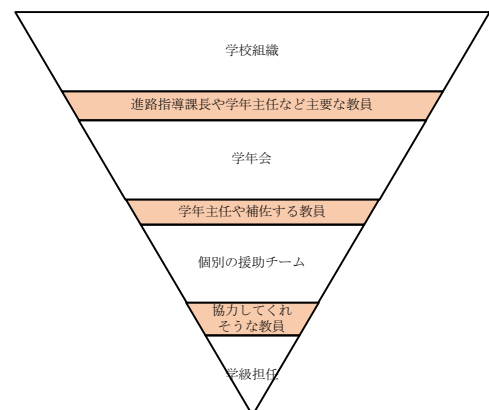 学校組織
進路指導課長や学年主任など主要な教員
学年会
学年主任や補佐する教員
個別の援助チーム
協力してくれ
そうな教員
学級担任